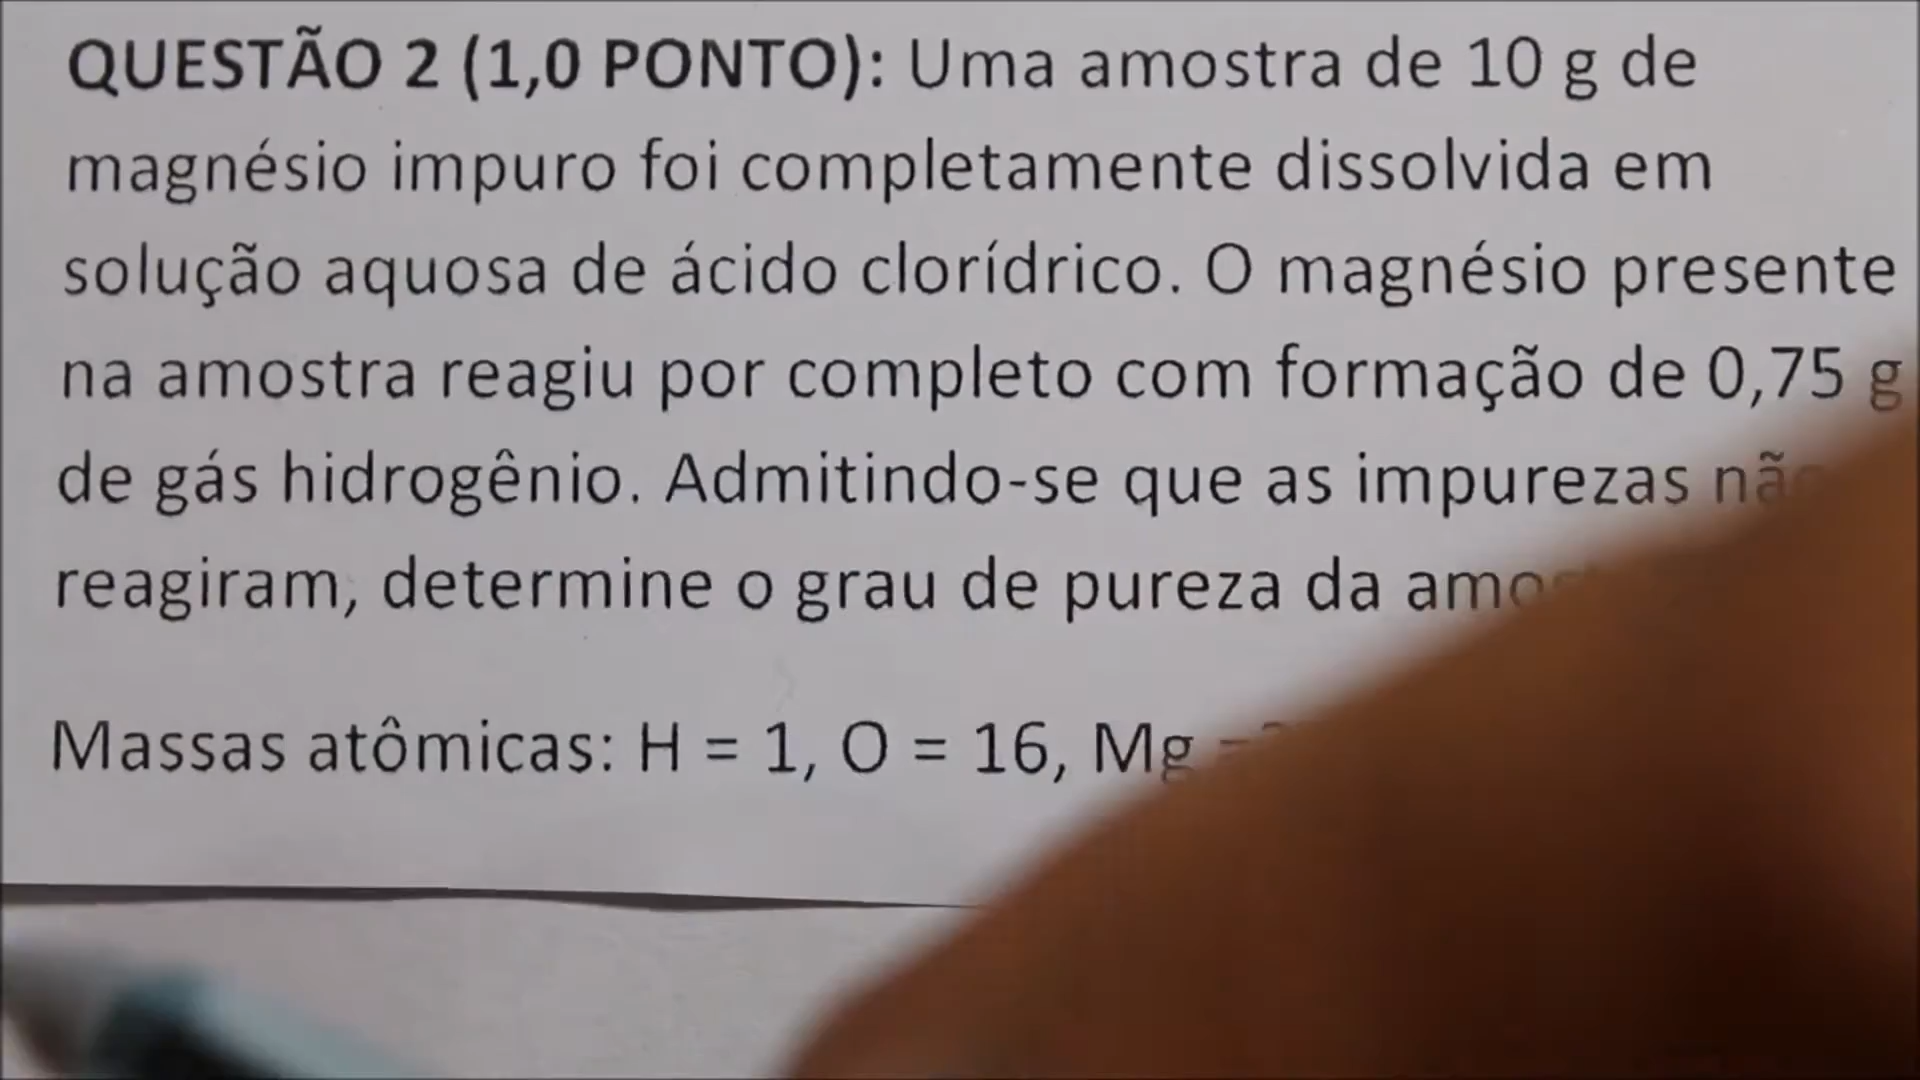 QUESTÃO 2 (1,0 PONTO): Uma amostra de 10 g de
magnésio impuro foi completamente dissolvida em
solução aquosa de ácido clorídrico. O magnésio presente
na amostra reagiu por completo com formação de 0,75 g
de gás hidrogênio. Admitindo-se que as impurezas
reagiram, determine o grau de pureza da
Massas atômicas: H = 1, O = 16, Mg